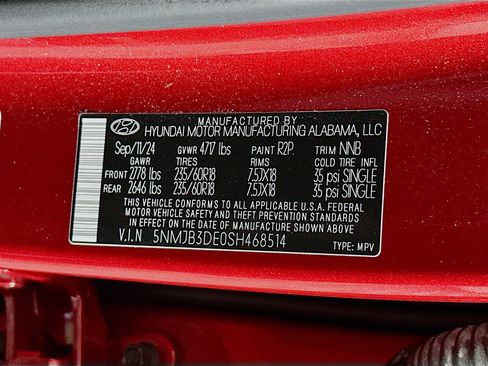 MANUFACTURED BY
HYUNDAI MOTOR MANUFACTURING ALABAMA, LLC
Sep/11/24 GVWR 4717 lbs PAINT R2P TRIM NNB
GAWR TIRES RIMS COLD TIRE INFL
FRONT 2778 lbs 235/60R18 7.5JX18 35 psi SINGLE
REAR 2646 lbs 235/60R18 7.5JX18 35 psi SINGLE
THIS VEHICLE CONFORMS TO ALL APPLICABLE U.S.A. FEDERAL
MOTOR VEHICLE SAFETY AND THEFT PREVENTION STANDARDS
IN EFFECT ON THE DATE OF MANUFACTURE SHOWN ABOVE.
V.I.N 5NMJB3DE0SH468514
TYPE: MPV